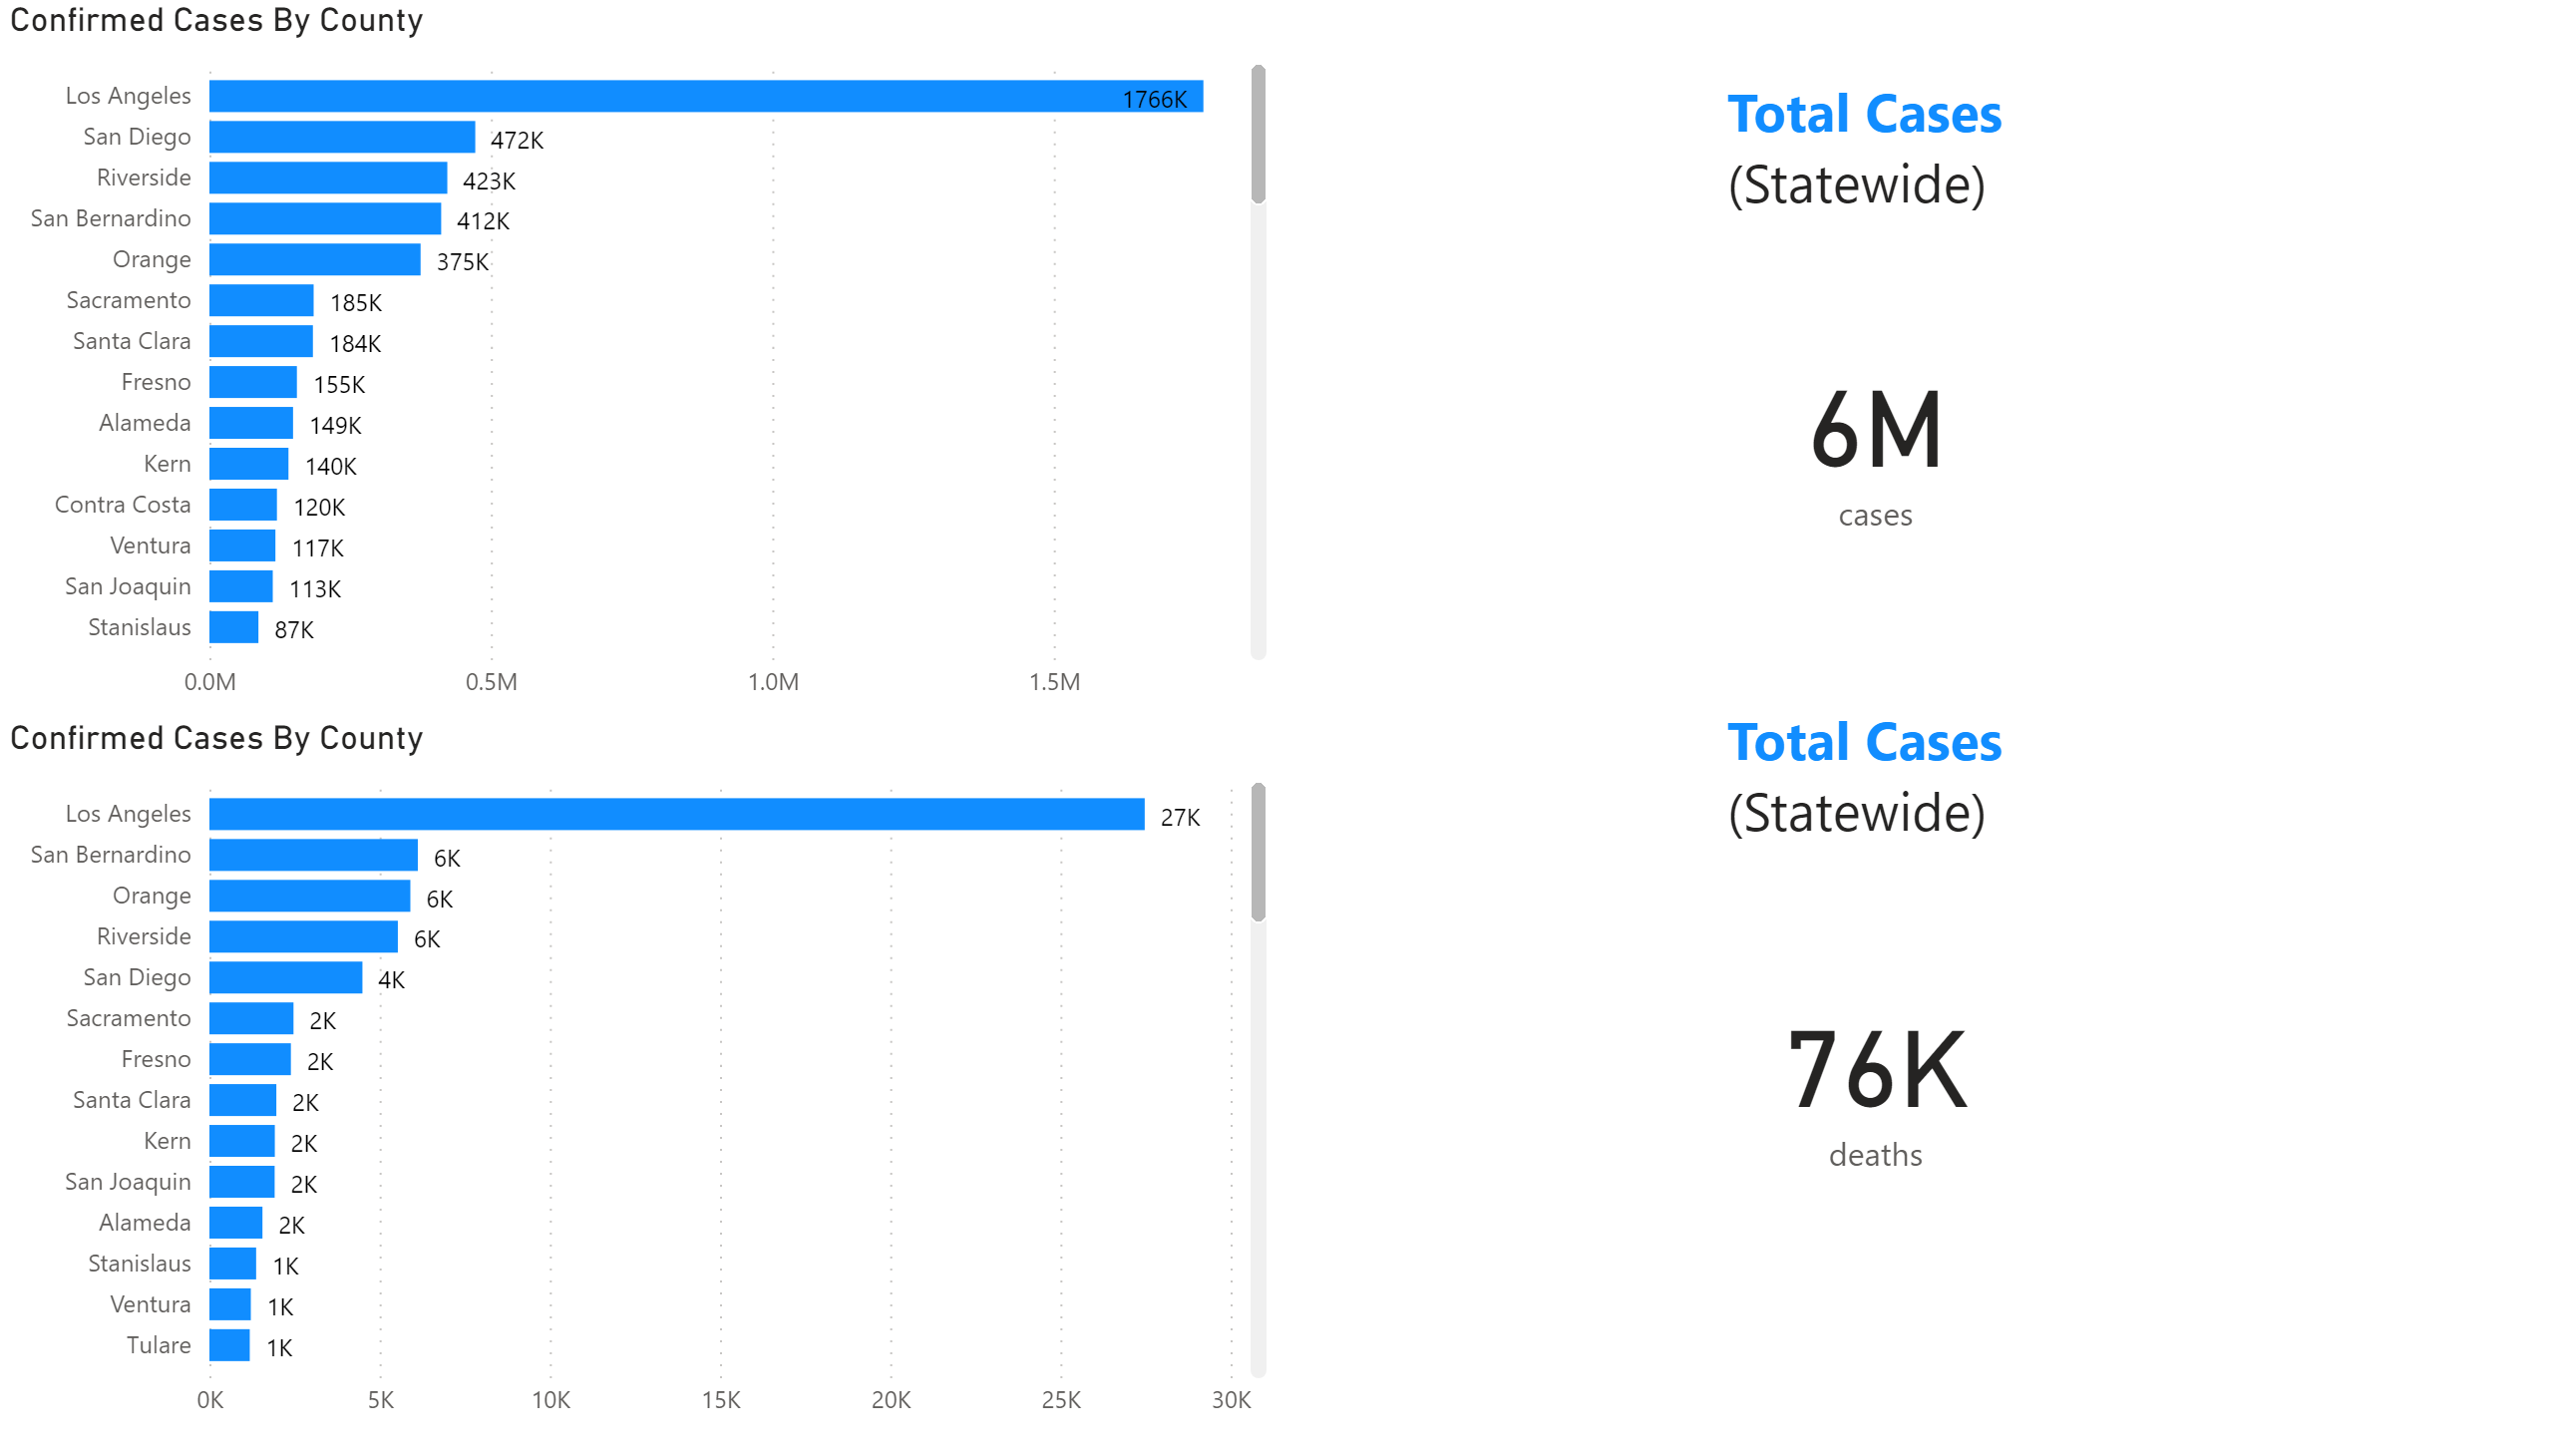 Confirmed Cases By County
Los Angeles 1766K
San Diego 472K
Riverside 423K
San Bernardino 412K
Orange 375K
Sacramento 185K
Santa Clara 184K
Fresno 155K
Alameda 149K
Kern 140K
Contra Costa 120K
Ventura 117K
San Joaquin 113K
Stanislaus 87K
0.0M 0.5M 1.0M 1.5M
Total Cases
(Statewide)
6M
cases
Confirmed Cases By County
Los Angeles 27K
San Bernardino 6K
Orange 6K
Riverside 6K
San Diego 4K
Sacramento 2K
Fresno 2K
Santa Clara 2K
Kern 2K
San Joaquin 2K
Alameda 2K
Stanislaus 1K
Ventura 1K
Tulare 1K
0K 5K 10K 15K 20K 25K 30K
Total Cases
(Statewide)
76K
deaths